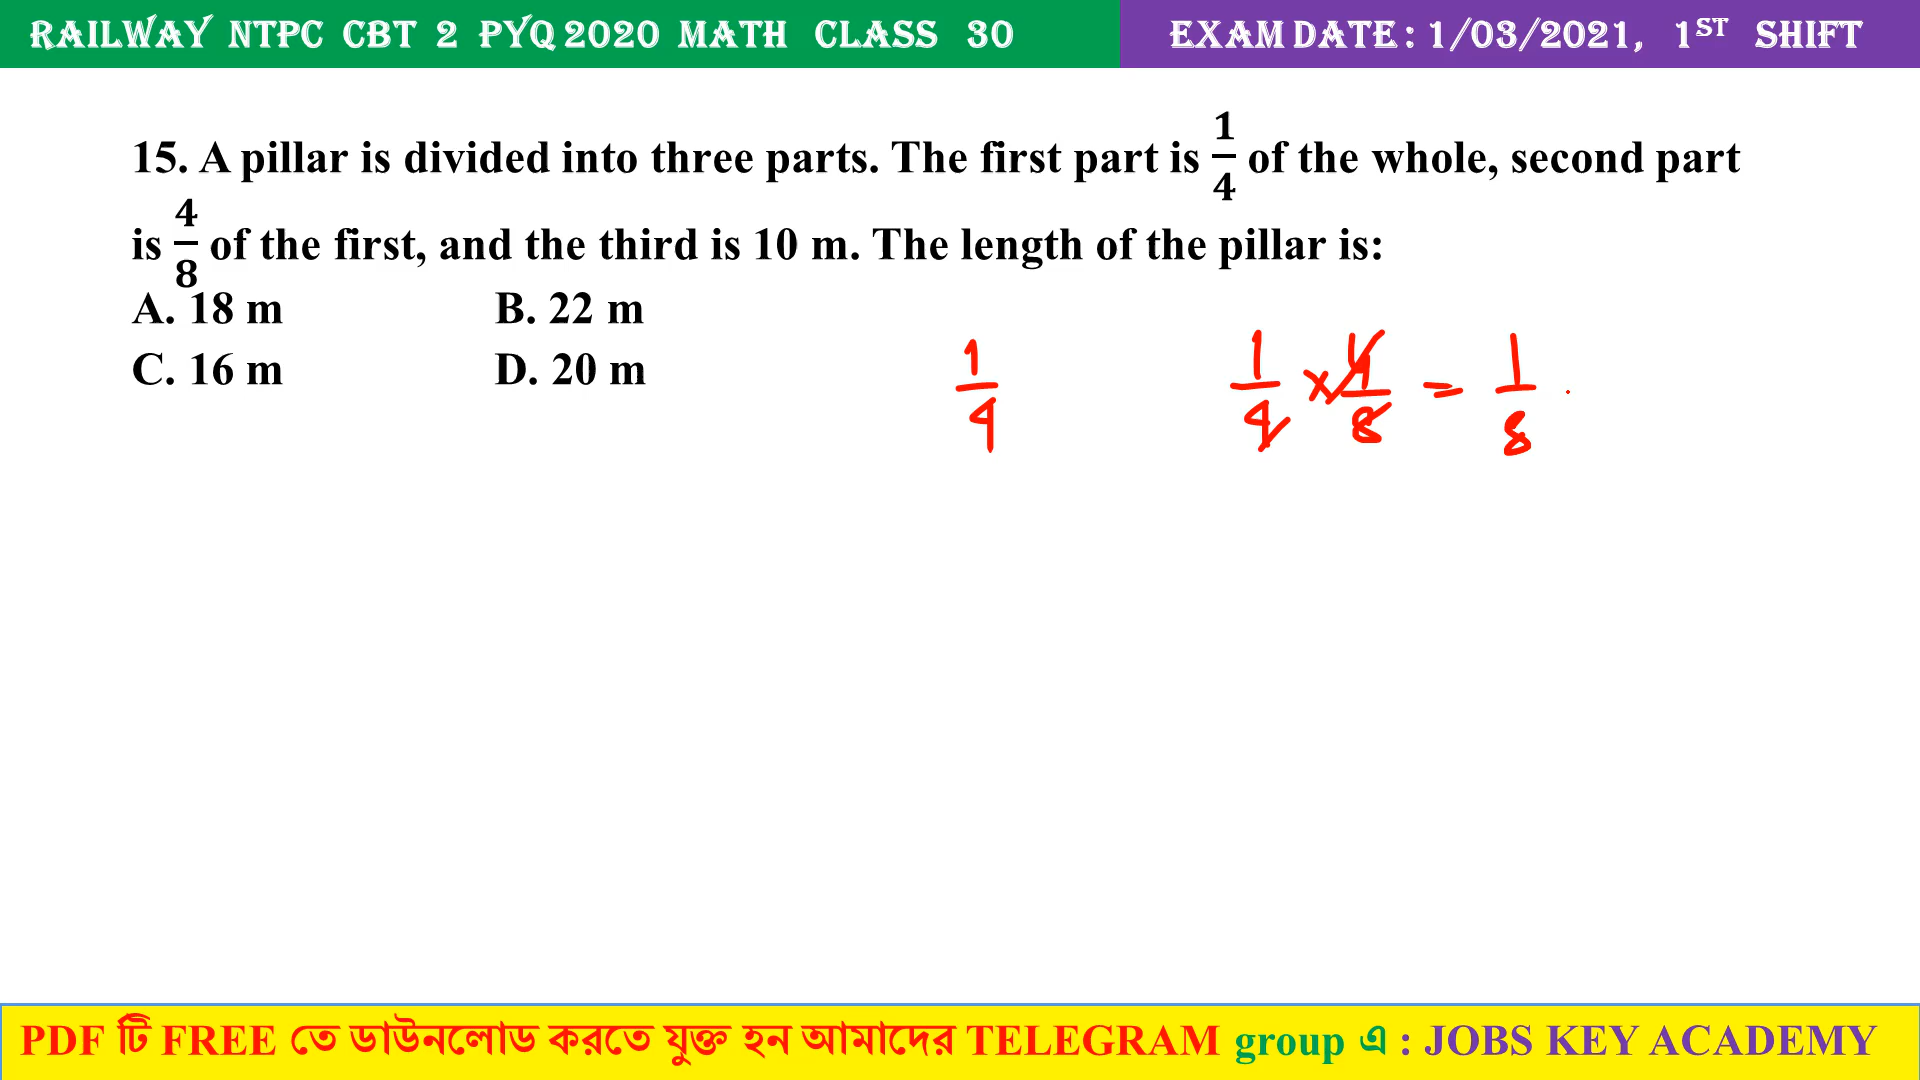 RAILWAY NTPC CBT 2 PYQ 2020 MATH CLASS 30
EXAM DATE : 1/03/2021, 1ST SHIFT
15. A pillar is divided into three parts. The first part is 1/4 of the whole, second part
is 4/8 of the first, and the third is 10 m. The length of the pillar is:
A. 18 m B. 22 m
C. 16 m D. 20 m
1/4 1/4 × 4/8 = 1/8
PDF টি FREE তে ডাউনলোড করতে যুক্ত হন আমাদের TELEGRAM group এ : JOBS KEY ACADEMY